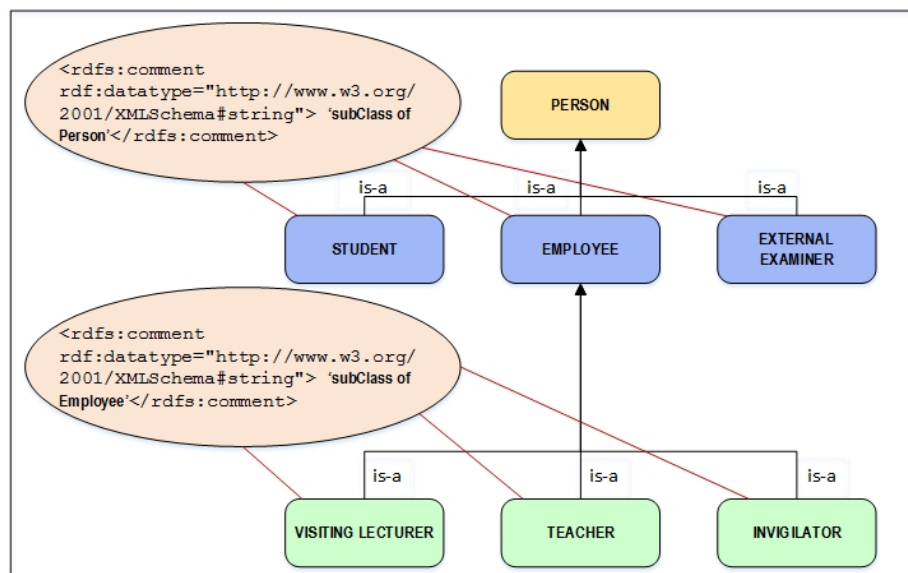 <rdfs:comment
rdf:datatype="http://www.w3.org/
2001/XMLSchema#string"> ‘subClass of
Person’</rdfs:comment>
PERSON
is-a
is-a
is-a
STUDENT
EMPLOYEE
EXTERNAL
EXAMINER
<rdfs:comment
rdf:datatype="http://www.w3.org/
2001/XMLSchema#string"> ‘subClass of
Employee’</rdfs:comment>
is-a
is-a
is-a
VISITING LECTURER
TEACHER
INVIGILATOR